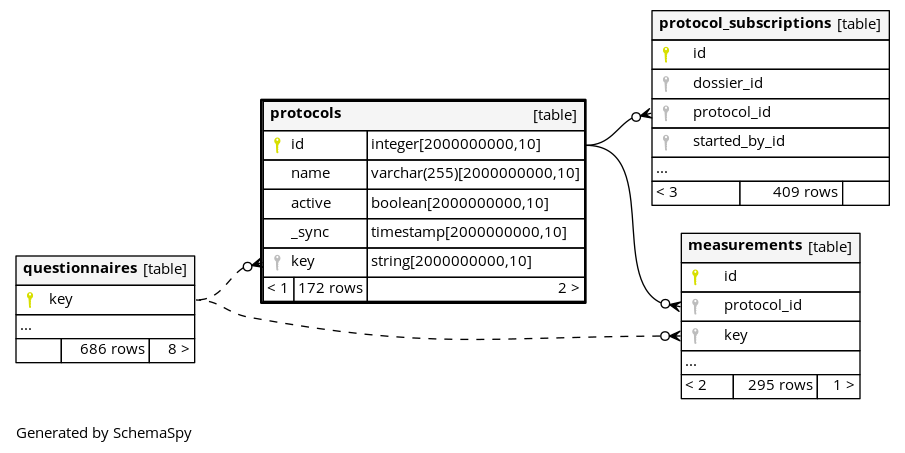 protocol_subscriptions [table]
id
dossier_id
protocol_id
started_by_id
...
< 3 409 rows
protocols [table]
id integer[2000000000,10]
name varchar(255)[2000000000,10]
active boolean[2000000000,10]
_sync timestamp[2000000000,10]
key string[2000000000,10]
< 1 172 rows 2 >
measurements [table]
id
protocol_id
key
...
< 2 295 rows 1 >
questionnaires [table]
key
...
686 rows 8 >
Generated by SchemaSpy